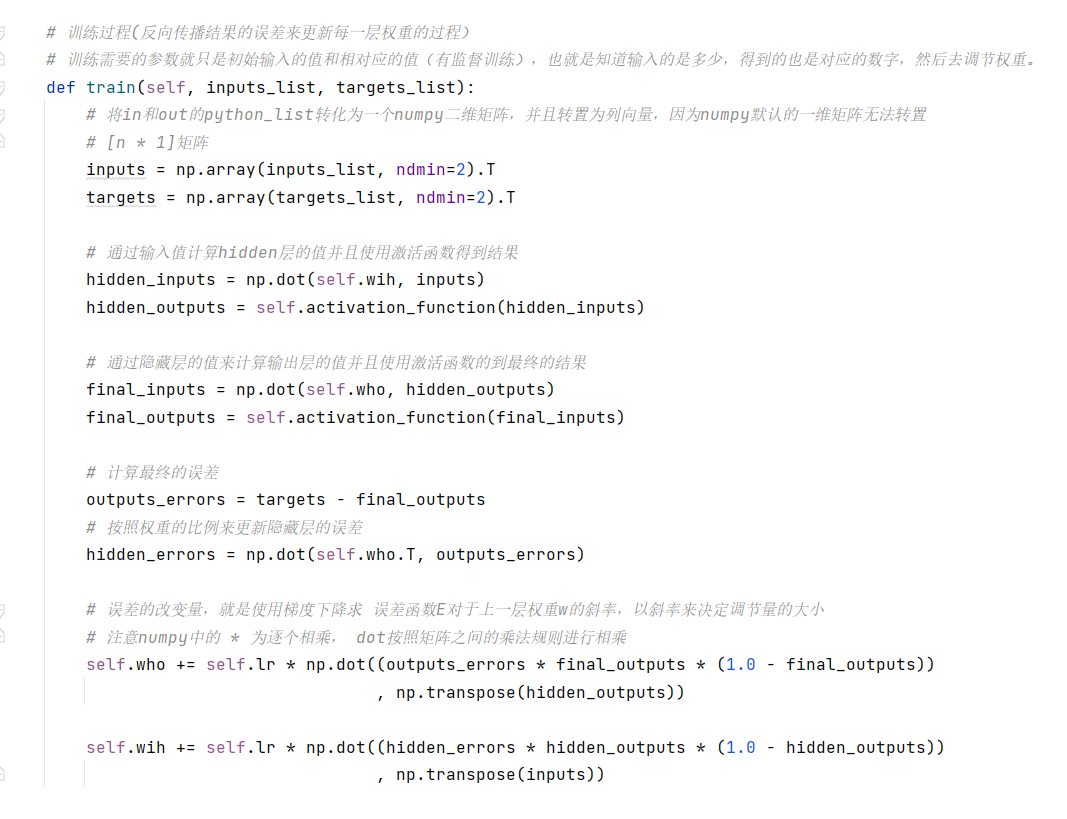 # 训练过程(反向传播结果的误差来更新每一层权重的过程)
# 训练需要的参数就只是初始输入的值和相对应的值（有监督训练），也就是知道输入的是多少，得到的也是对应的数字，然后去调节权重。
def train(self, inputs_list, targets_list):
# 将in和out的python_list转化为一个numpy二维矩阵，并且转置为列向量，因为numpy默认的一维矩阵无法转置
# [n * 1]矩阵
inputs = np.array(inputs_list, ndmin=2).T
targets = np.array(targets_list, ndmin=2).T
# 通过输入值计算hidden层的值并且使用激活函数得到结果
hidden_inputs = np.dot(self.wih, inputs)
hidden_outputs = self.activation_function(hidden_inputs)
# 通过隐藏层的值来计算输出层的值并且使用激活函数的到最终的结果
final_inputs = np.dot(self.who, hidden_outputs)
final_outputs = self.activation_function(final_inputs)
# 计算最终的误差
outputs_errors = targets - final_outputs
# 按照权重的比例来更新隐藏层的误差
hidden_errors = np.dot(self.who.T, outputs_errors)
# 误差的改变量，就是使用梯度下降求 误差函数E对于上一层权重w的斜率，以斜率来决定调节量的大小
# 注意numpy中的 * 为逐个相乘， dot按照矩阵之间的乘法规则进行相乘
self.who += self.lr * np.dot((outputs_errors * final_outputs * (1.0 - final_outputs))
, np.transpose(hidden_outputs))
self.wih += self.lr * np.dot((hidden_errors * hidden_outputs * (1.0 - hidden_outputs))
, np.transpose(inputs))